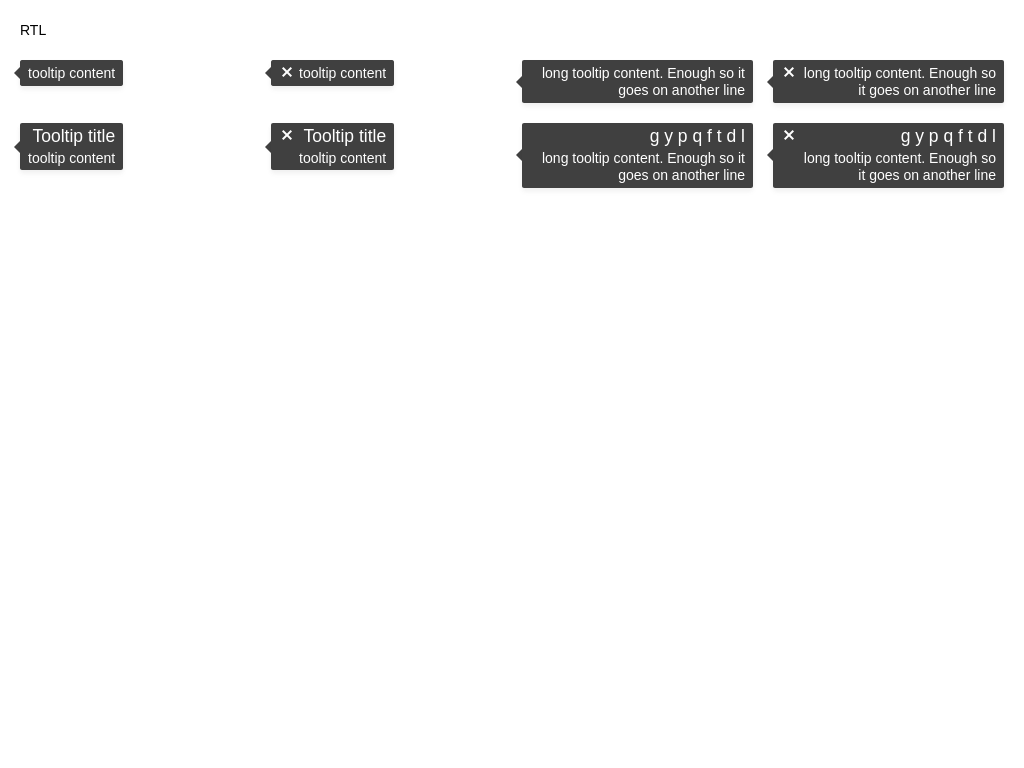 RTL
tooltip content
✕ tooltip content
long tooltip content. Enough so it
goes on another line
✕ long tooltip content. Enough so
it goes on another line
Tooltip title
tooltip content
✕ Tooltip title
tooltip content
g y p q f t d l
long tooltip content. Enough so it
goes on another line
✕ g y p q f t d l
long tooltip content. Enough so
it goes on another line